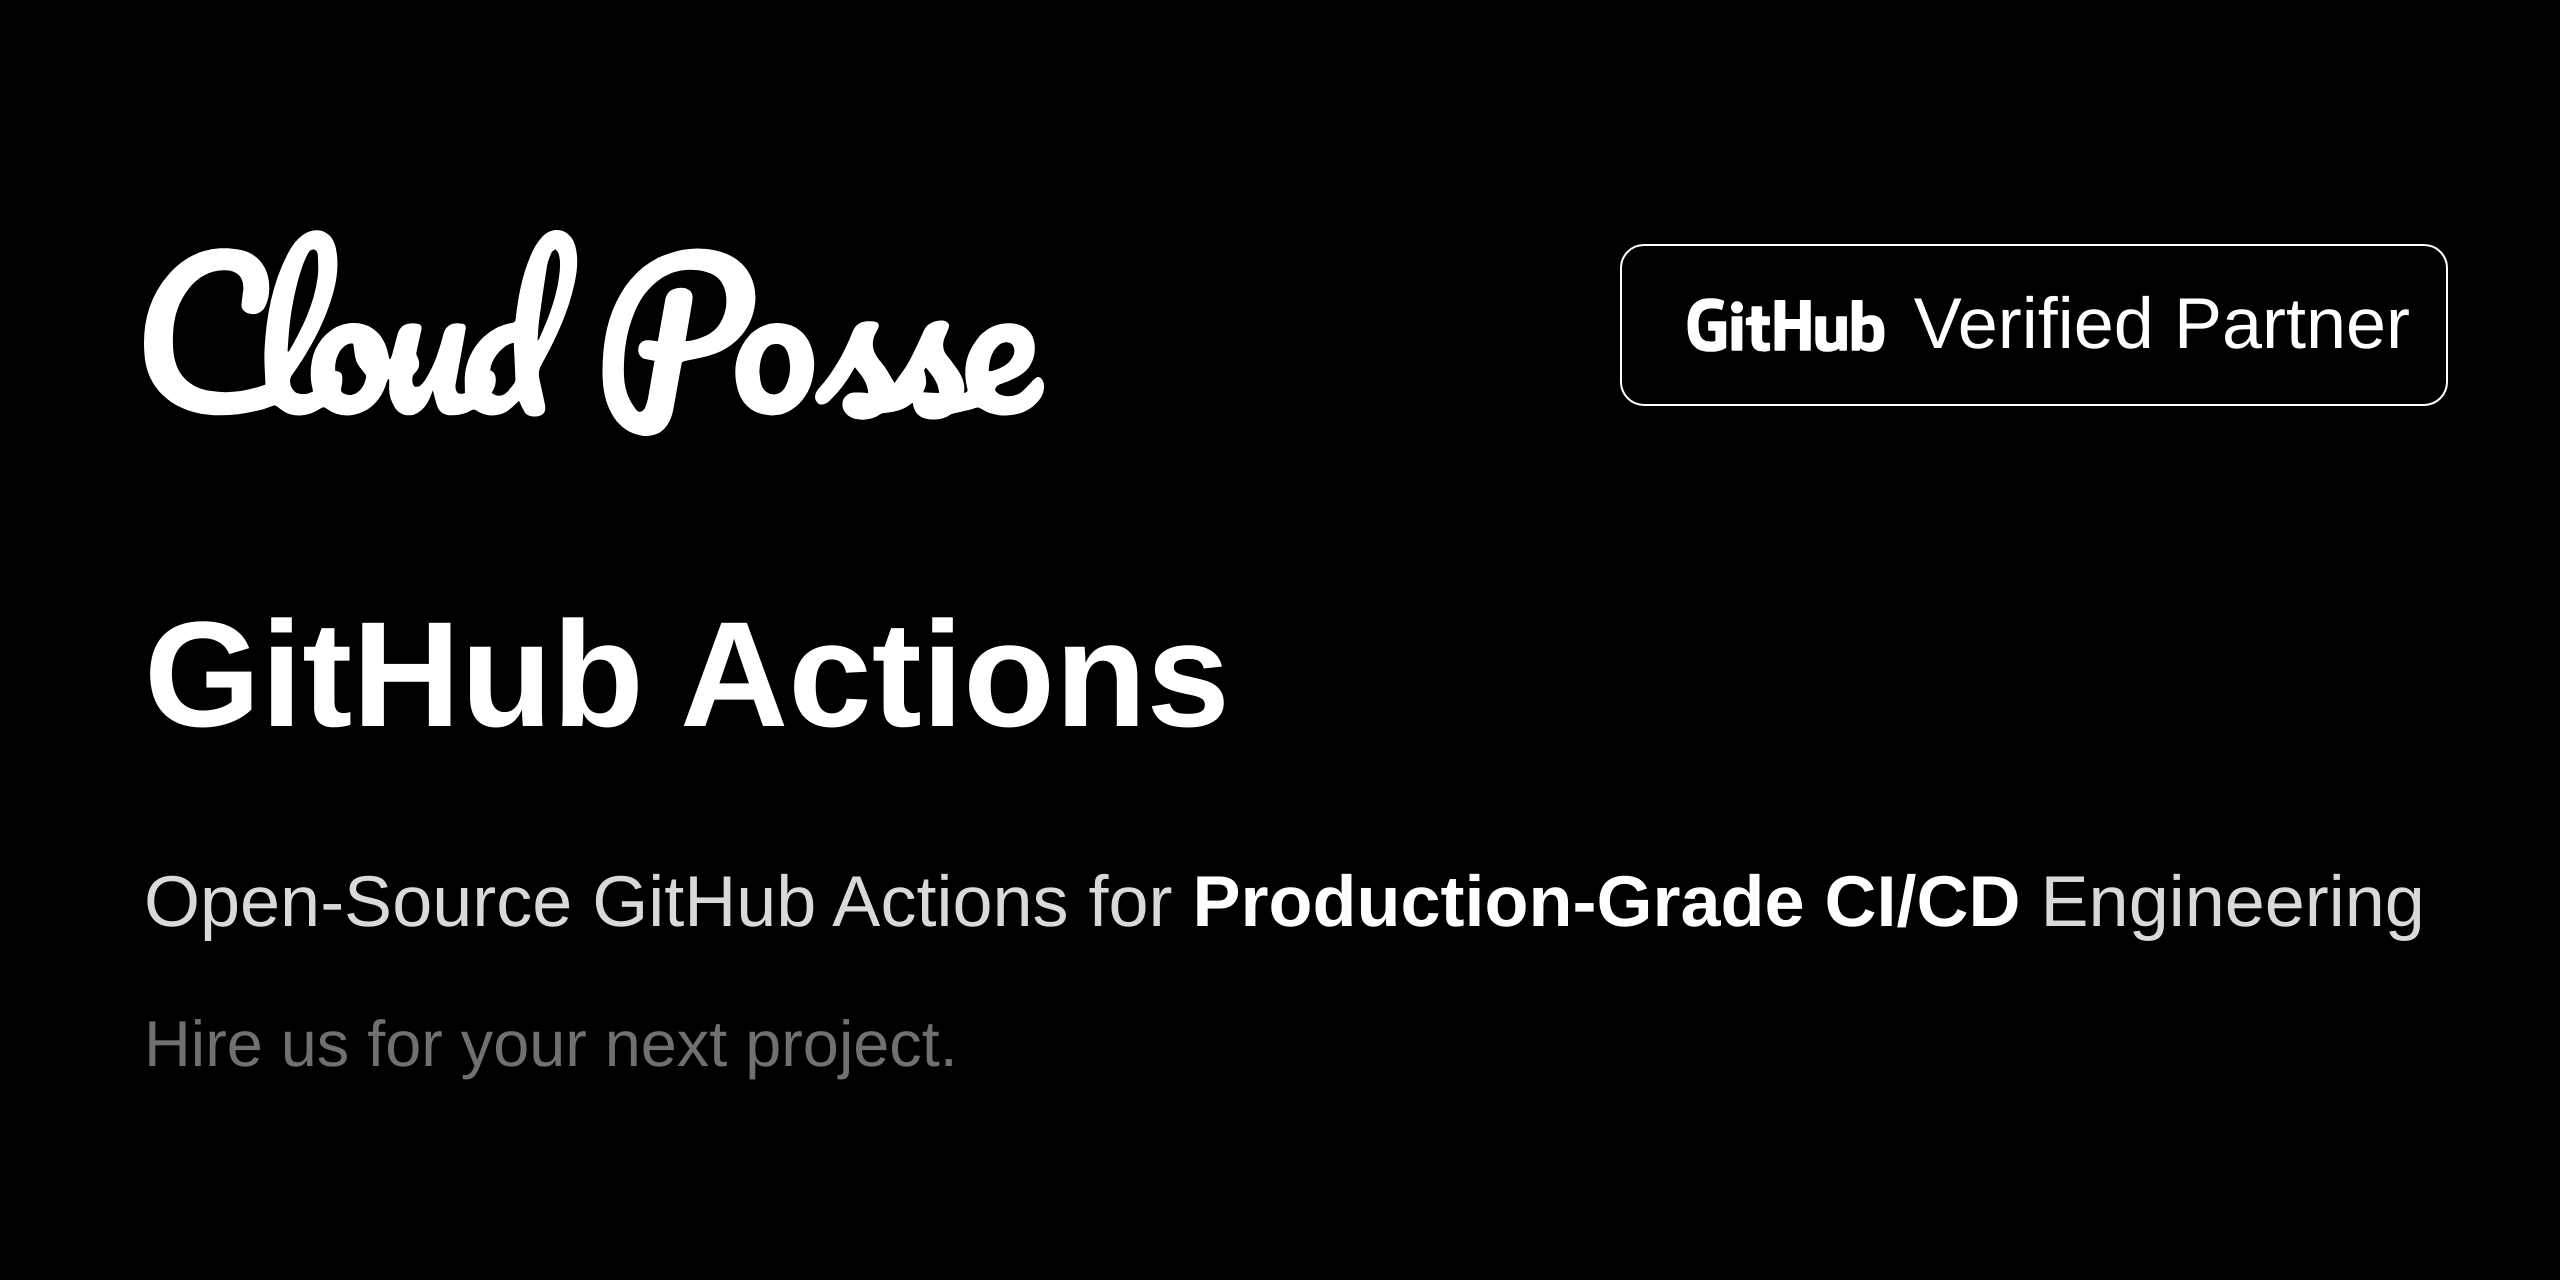 Cloud Posse
GitHub Verified Partner
GitHub Actions
Open-Source GitHub Actions for Production-Grade CI/CD Engineering
Hire us for your next project.